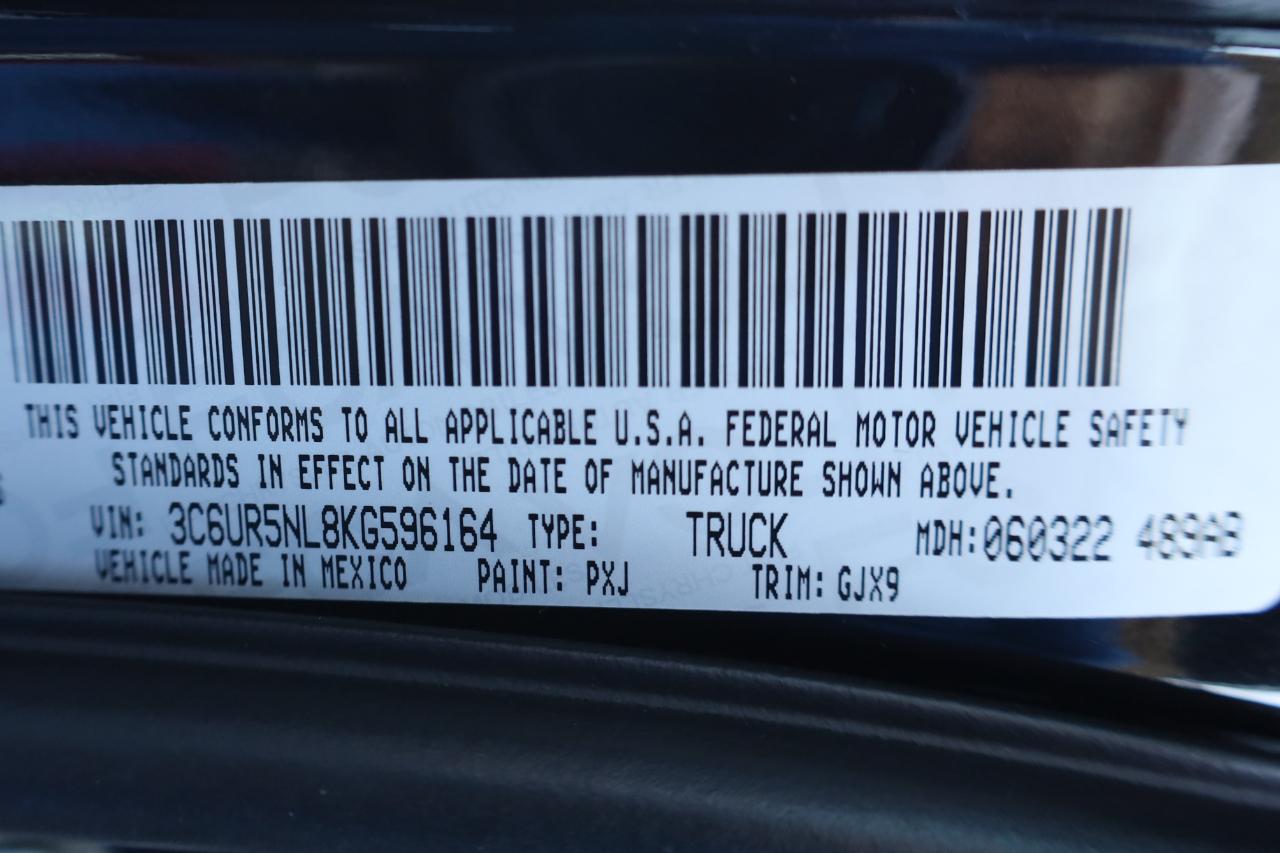 THIS VEHICLE CONFORMS TO ALL APPLICABLE U.S.A. FEDERAL MOTOR VEHICLE SAFETY
STANDARDS IN EFFECT ON THE DATE OF MANUFACTURE SHOWN ABOVE.
VIN: 3C6UR5NL8KG596164 TYPE: TRUCK MDH:060322 489AB
VEHICLE MADE IN MEXICO PAINT: PXJ TRIM: GJX9